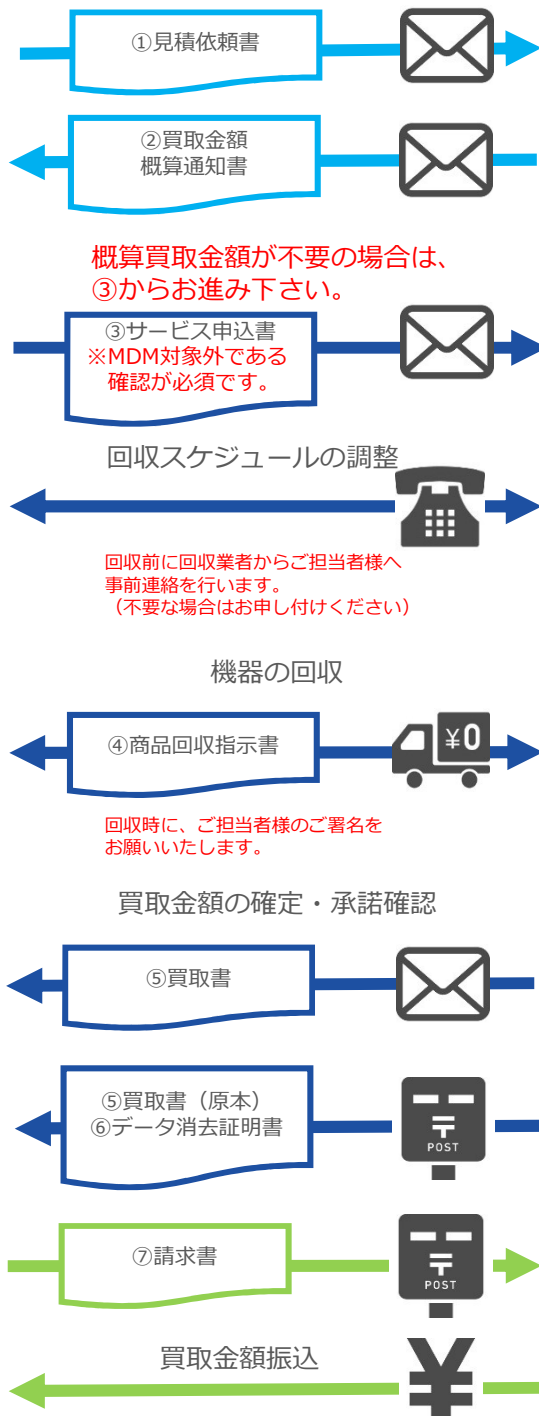 ①見積依頼書
②買取金額
概算通知書
概算買取金額が不要の場合は、
③からお進み下さい。
③サービス申込書
※MDM対象外である
確認が必須です。
回収スケジュールの調整
回収前に回収業者からご担当者様へ
事前連絡を行います。
（不要な場合はお申し付けください）
機器の回収
④商品回収指示書
¥0
回収時に、ご担当者様のご署名を
お願いいたします。
買取金額の確定・承諾確認
⑤買取書
⑤買取書（原本）
⑥データ消去証明書
〒
POST
⑦請求書
〒
POST
買取金額振込
¥